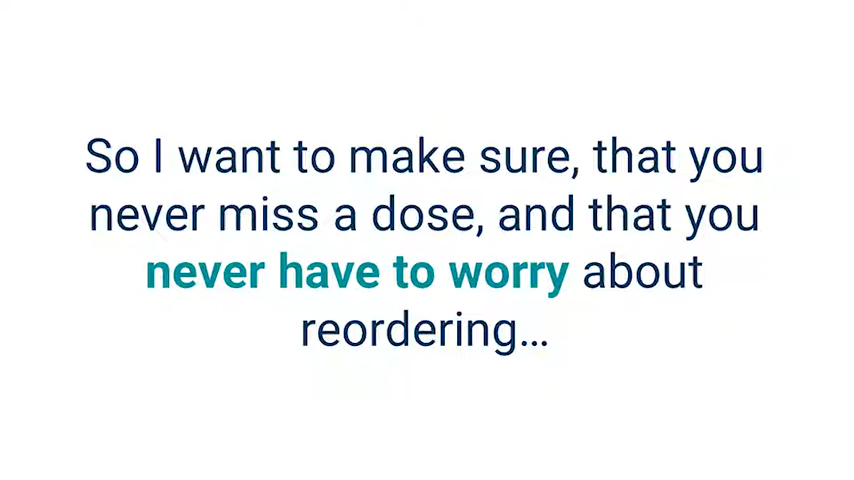 So I want to make sure, that you
never miss a dose, and that you
never have to worry about
reordering...